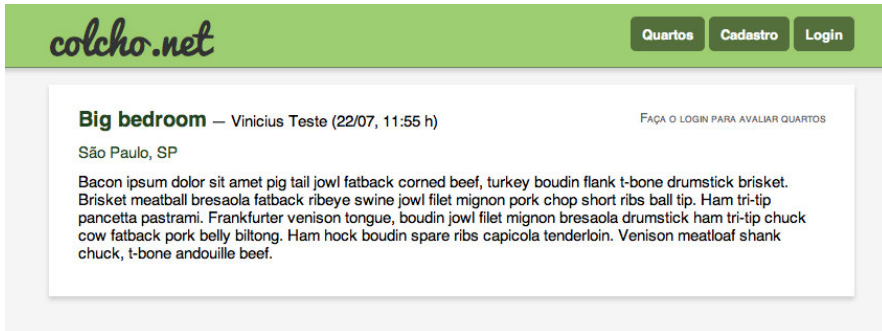 colcho.net
Quartos Cadastro Login
Big bedroom — Vinicius Teste (22/07, 11:55 h)
FAÇA O LOGIN PARA AVALIAR QUARTOS
São Paulo, SP
Bacon ipsum dolor sit amet pig tail jowl fatback corned beef, turkey boudin flank t-bone drumstick brisket.
Brisket meatball bresaola fatback ribeye swine jowl filet mignon pork chop short ribs ball tip. Ham tri-tip
pancetta pastrami. Frankfurter venison tongue, boudin jowl filet mignon bresaola drumstick ham tri-tip chuck
cow fatback pork belly biltong. Ham hock boudin spare ribs capicola tenderloin. Venison meatloaf shank
chuck, t-bone andouille beef.